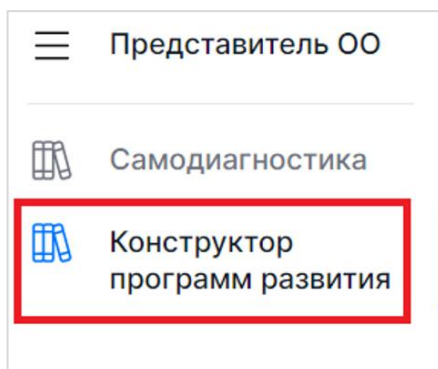 Представитель ОО
Самодиагностика
Конструктор
программ развития